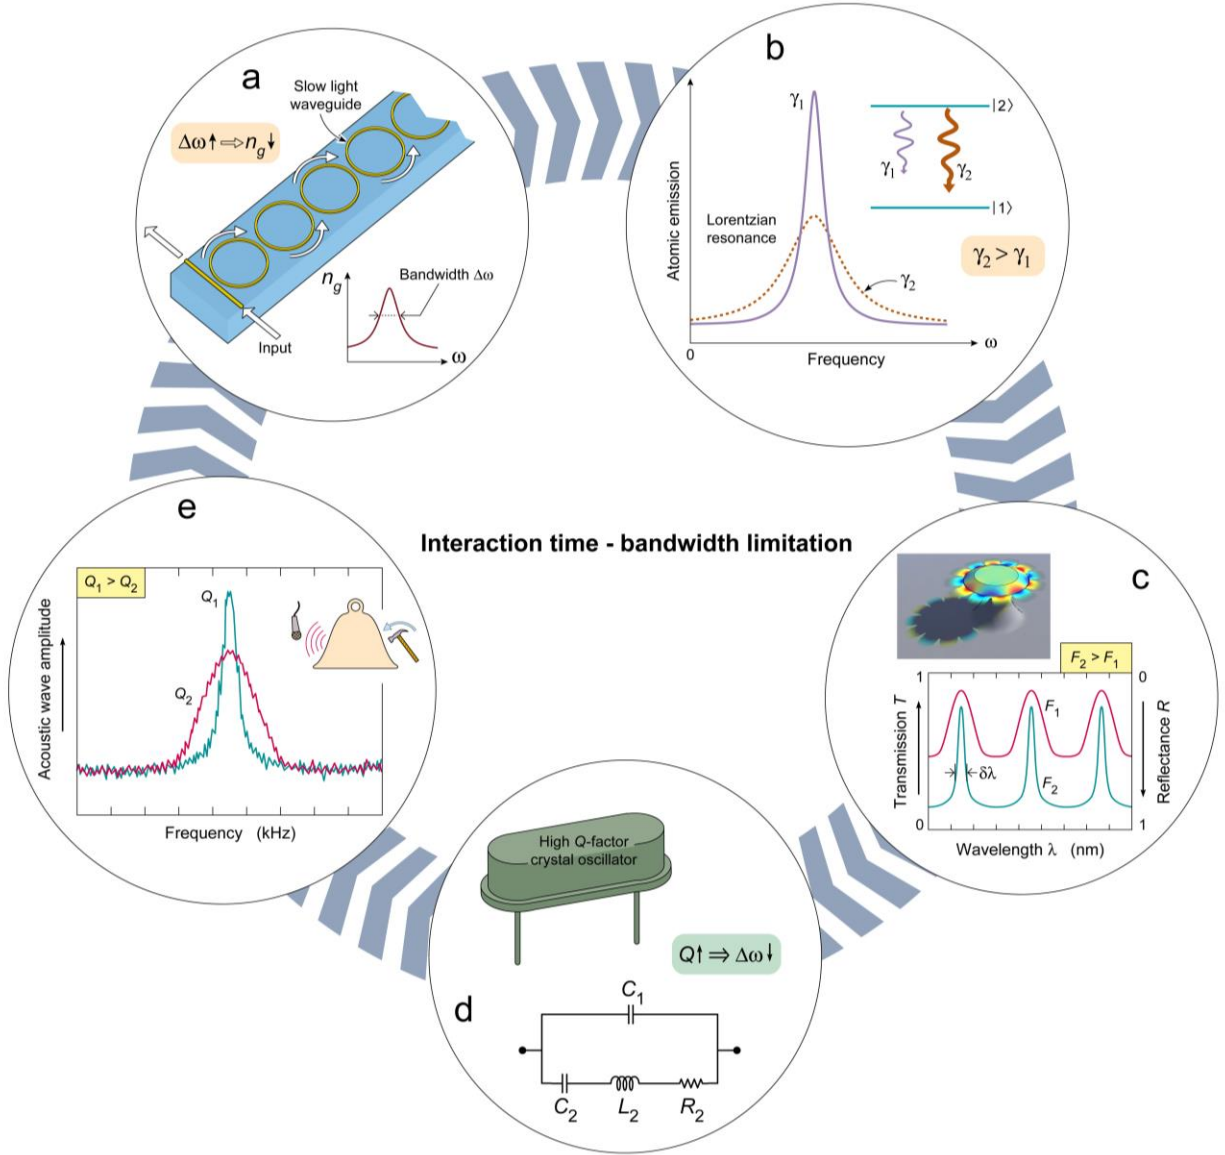 a
Slow light
waveguide
Δω↑⇒n_g↓
n_g
Bandwidth Δω
Input
ω
b
γ₁
|2⟩
γ₁
γ₂
|1⟩
Lorentzian
resonance
γ₂ > γ₁
γ₂
Atomic emission
0
ω
Frequency
Interaction time - bandwidth limitation
c
F₂ > F₁
1
0
F₁
δλ
F₂
Transmission T
Reflectance R
0
1
Wavelength λ (nm)
d
High Q-factor
crystal oscillator
Q↑⇒Δω↓
C₁
C₂
L₂
R₂
e
Q₁ > Q₂
Q₁
Q₂
Acoustic wave amplitude
Frequency (kHz)